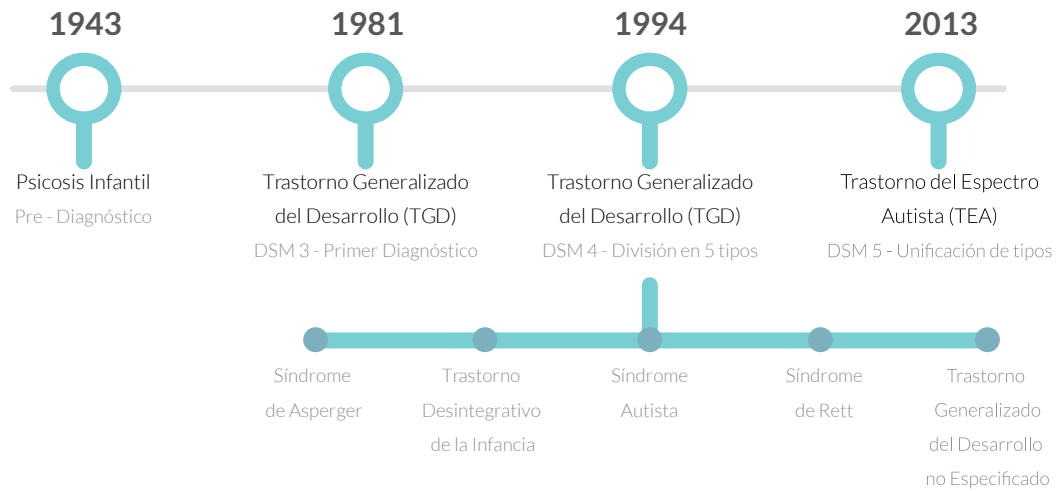 1943
1981
1994
2013
Psicosis Infantil
Pre - Diagnóstico
Trastorno Generalizado
del Desarrollo (TGD)
DSM 3 - Primer Diagnóstico
Trastorno Generalizado
del Desarrollo (TGD)
DSM 4 - División en 5 tipos
Trastorno del Espectro
Autista (TEA)
DSM 5 - Unificación de tipos
Síndrome
de Asperger
Trastorno
Desintegrativo
de la Infancia
Síndrome
Autista
Síndrome
de Rett
Trastorno
Generalizado
del Desarrollo
no Especificado